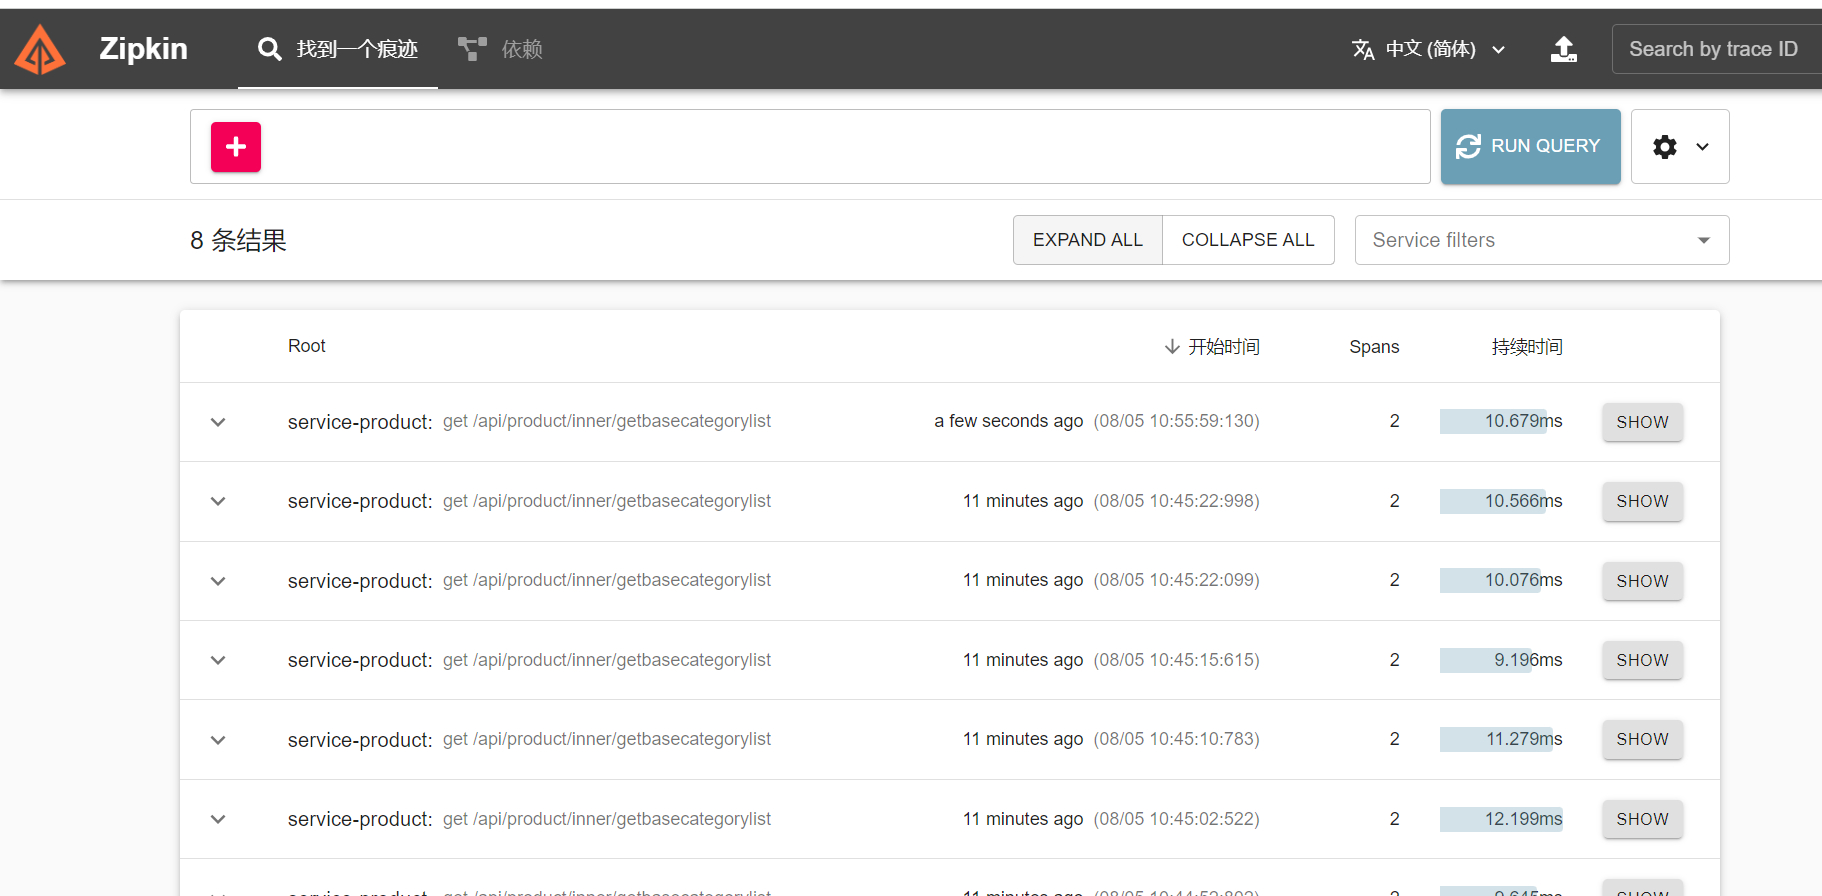 Zipkin 找到一个痕迹 依赖 中文 (简体) Search by trace ID
RUN QUERY
8 条结果 EXPAND ALL COLLAPSE ALL Service filters
Root 开始时间 Spans 持续时间
service-product: get /api/product/inner/getbasecategorylist a few seconds ago (08/05 10:55:59:130) 2 10.679ms SHOW
service-product: get /api/product/inner/getbasecategorylist 11 minutes ago (08/05 10:45:22:998) 2 10.566ms SHOW
service-product: get /api/product/inner/getbasecategorylist 11 minutes ago (08/05 10:45:22:099) 2 10.076ms SHOW
service-product: get /api/product/inner/getbasecategorylist 11 minutes ago (08/05 10:45:15:615) 2 9.196ms SHOW
service-product: get /api/product/inner/getbasecategorylist 11 minutes ago (08/05 10:45:10:783) 2 11.279ms SHOW
service-product: get /api/product/inner/getbasecategorylist 11 minutes ago (08/05 10:45:02:522) 2 12.199ms SHOW